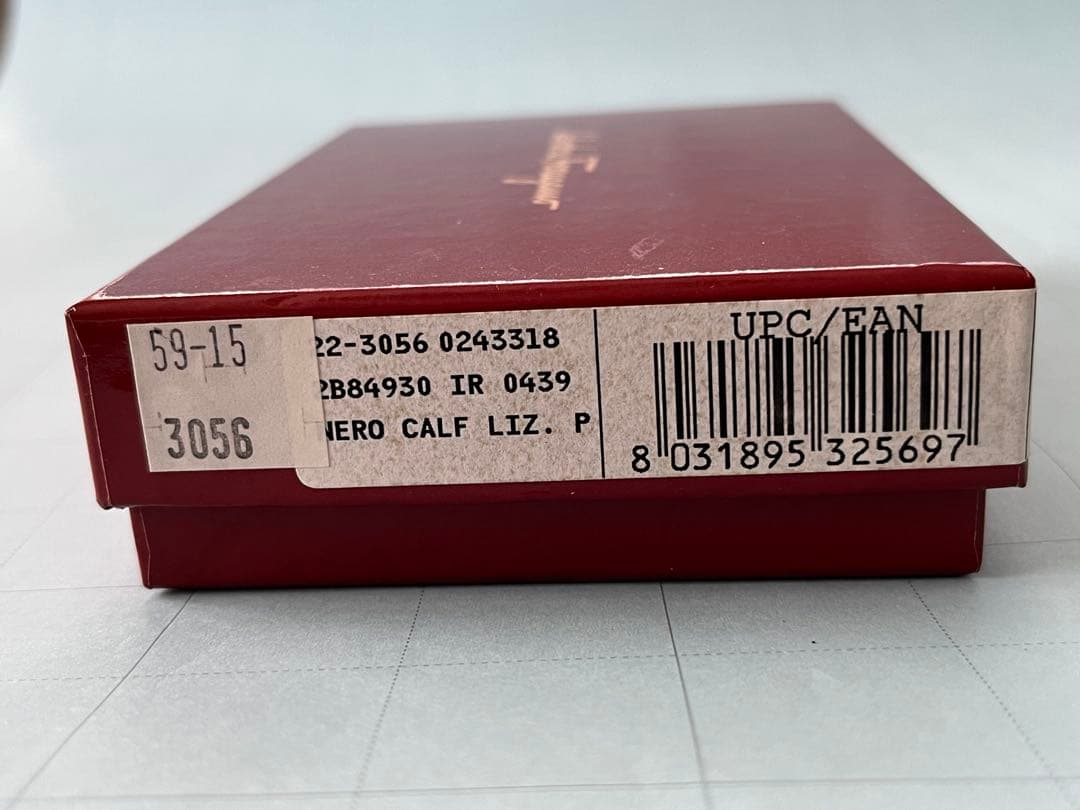 59-15
3056
22-3056 0243318
2B84930 IR 0439
NERO CALF LIZ. P
UPC/EAN
8 031895 325697